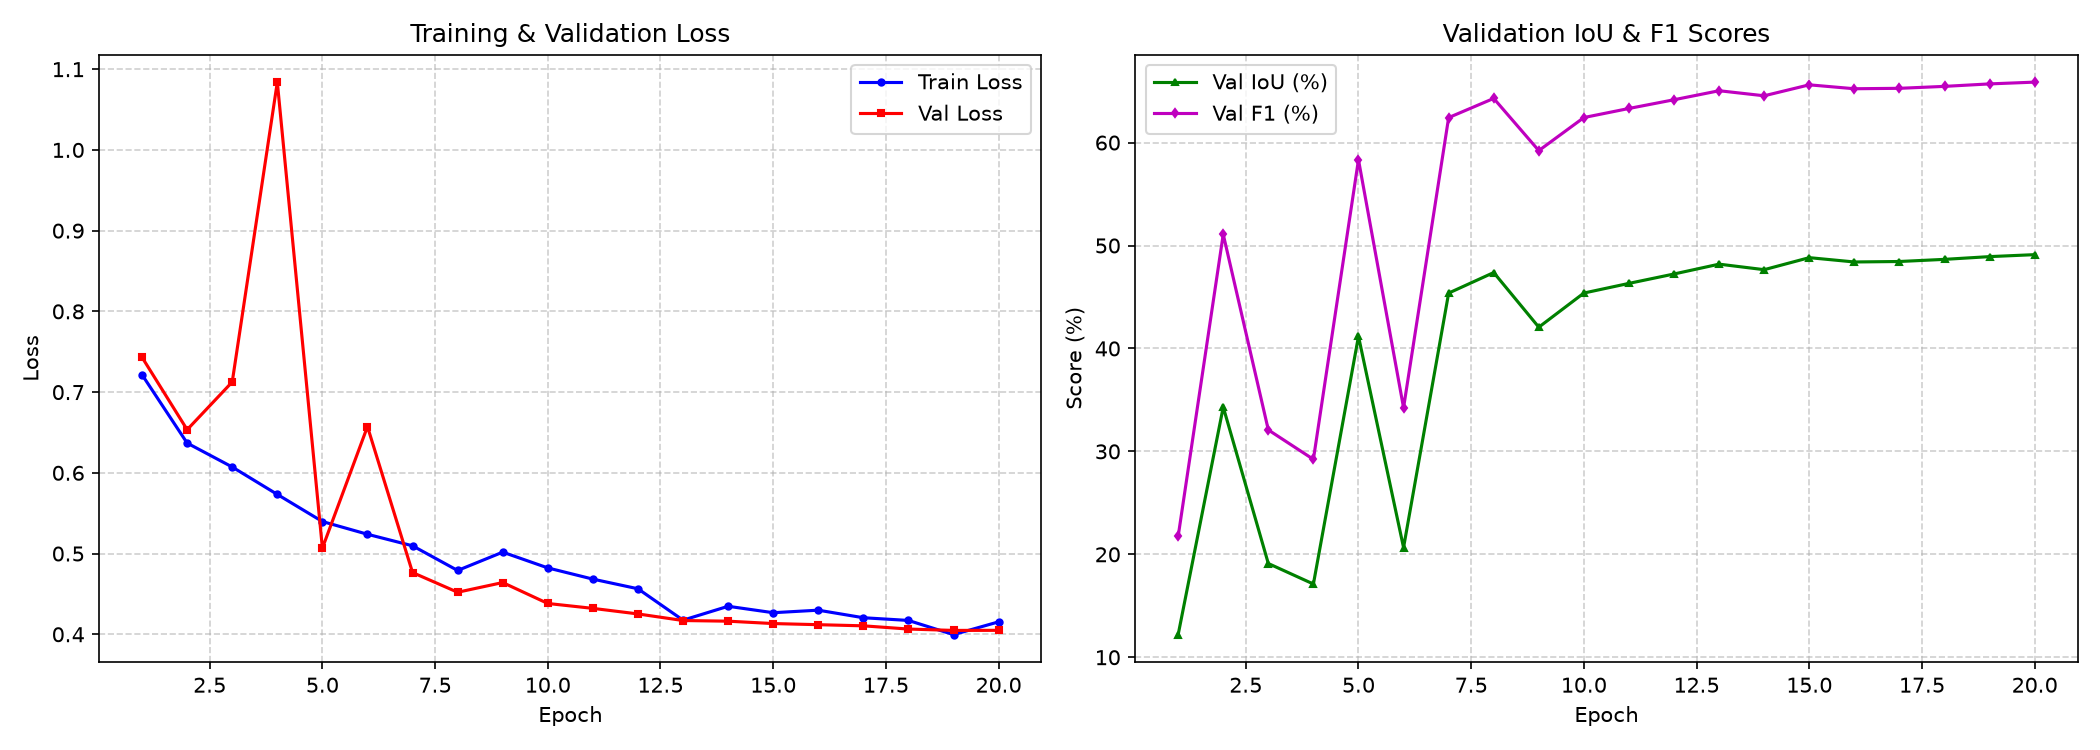 Training & Validation Loss
Train Loss
Val Loss
1.1
1.0
0.9
0.8
0.7
0.6
0.5
0.4
Loss
2.5 5.0 7.5 10.0 12.5 15.0 17.5 20.0
Epoch
Validation IoU & F1 Scores
Val IoU (%)
Val F1 (%)
60
50
40
30
20
10
Score (%)
2.5 5.0 7.5 10.0 12.5 15.0 17.5 20.0
Epoch